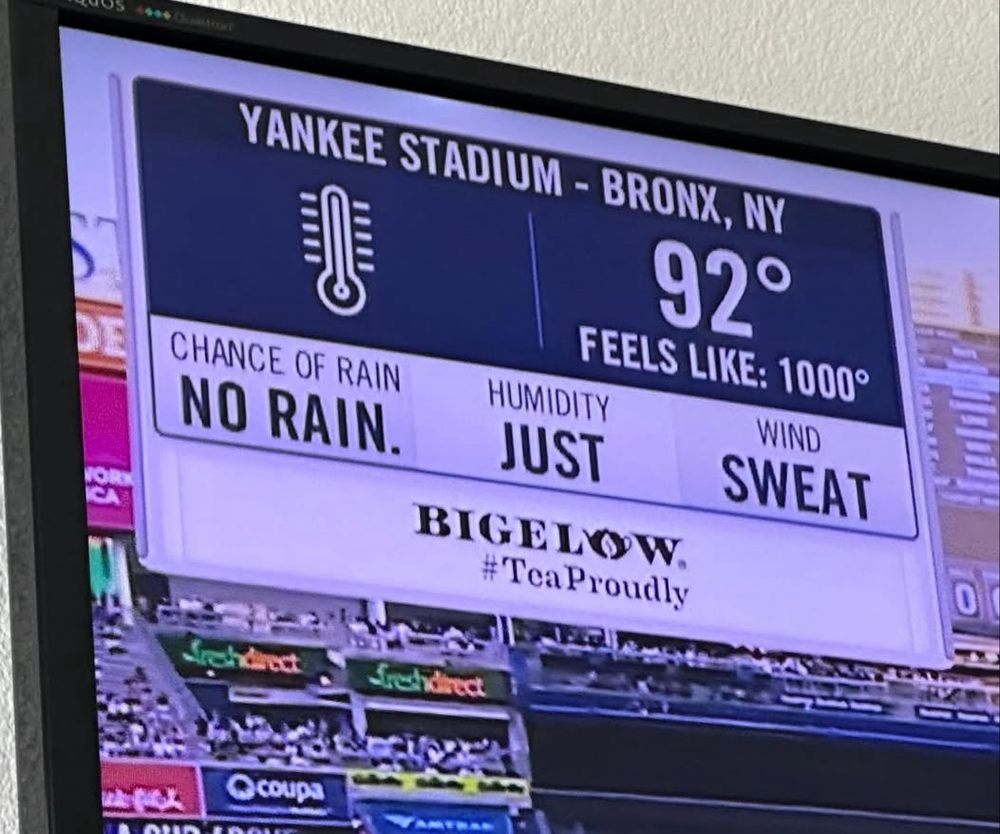 YANKEE STADIUM - BRONX, NY
92°
FEELS LIKE: 1000°
CHANCE OF RAIN
NO RAIN.
HUMIDITY
JUST
WIND
SWEAT
BIGELOW®
#TeaProudly
freshdirect
freshdirect
coupa
AMTRAK